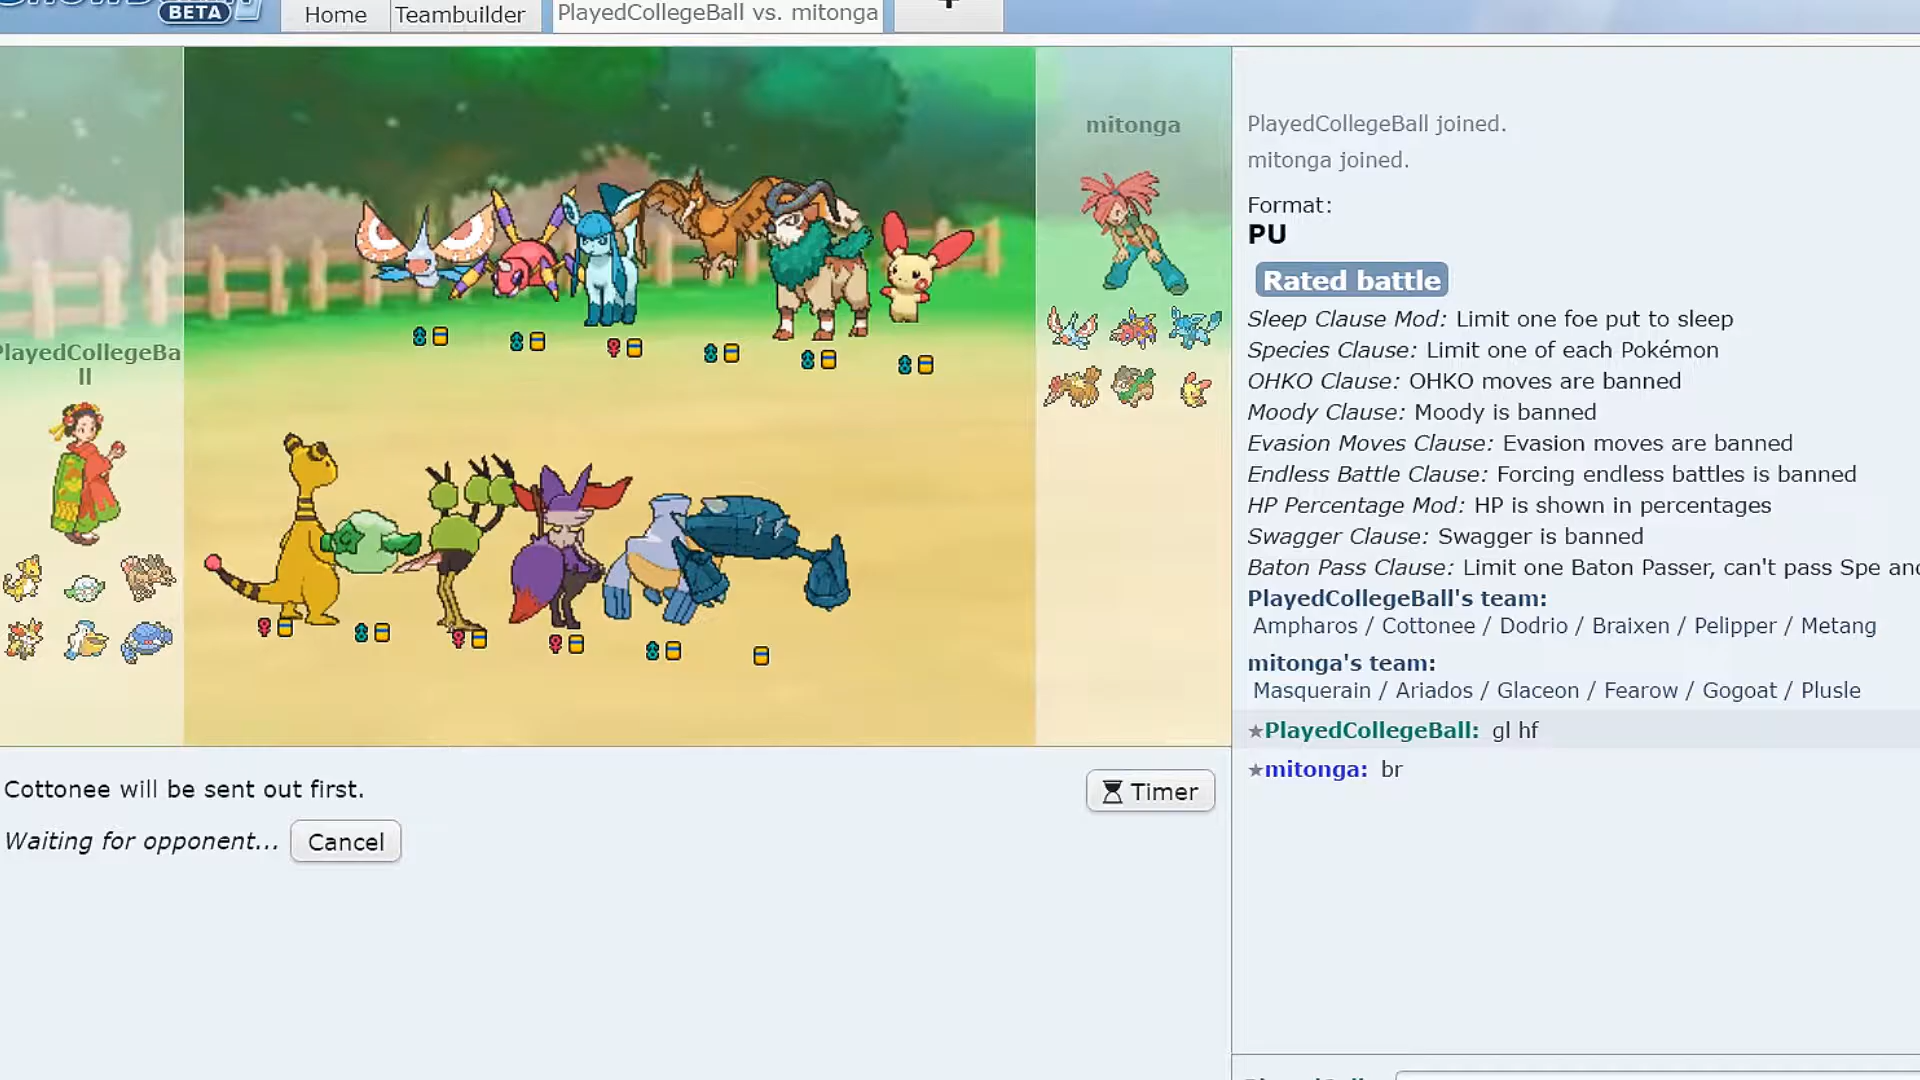 BETA
Home
Teambuilder
PlayedCollegeBall vs. mitonga
+
mitonga
PlayedCollegeBa
ll
PlayedCollegeBall joined.
mitonga joined.
Format:
PU
Rated battle
Sleep Clause Mod: Limit one foe put to sleep
Species Clause: Limit one of each Pokémon
OHKO Clause: OHKO moves are banned
Moody Clause: Moody is banned
Evasion Moves Clause: Evasion moves are banned
Endless Battle Clause: Forcing endless battles is banned
HP Percentage Mod: HP is shown in percentages
Swagger Clause: Swagger is banned
Baton Pass Clause: Limit one Baton Passer, can't pass Spe and
PlayedCollegeBall's team:
Ampharos / Cottonee / Dodrio / Braixen / Pelipper / Metang
mitonga's team:
Masquerain / Ariados / Glaceon / Fearow / Gogoat / Plusle
★PlayedCollegeBall: gl hf
★mitonga: br
Cottonee will be sent out first.
Timer
Waiting for opponent...
Cancel